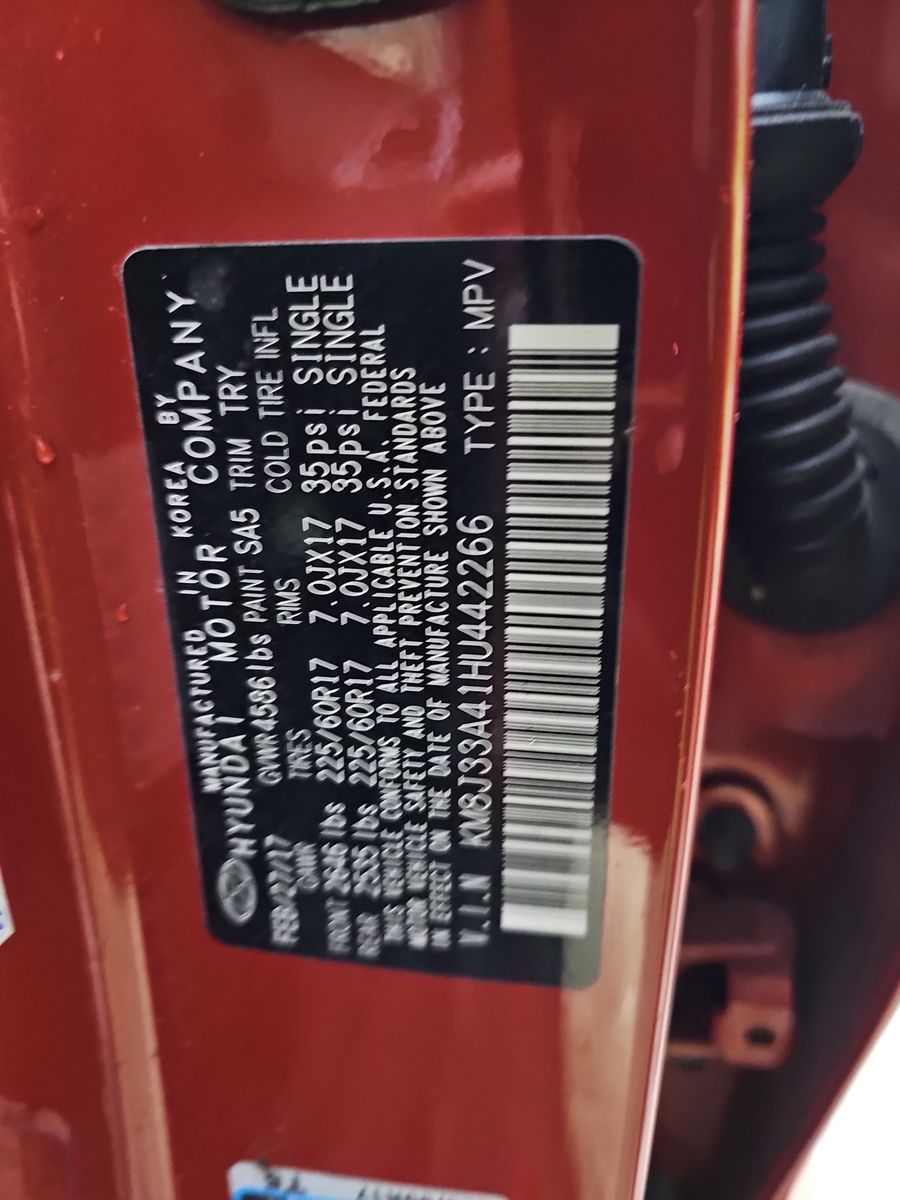 MANUFACTURED IN KOREA BY
HYUNDAI MOTOR COMPANY
FEB/27/17 GVWR 4586lbs PAINT SA5 TRIM TRY
GAWR TIRES RIMS COLD TIRE INFL
FRONT 2646 lbs 225/60R17 7.0JX17 35psi SINGLE
REAR 2535 lbs 225/60R17 7.0JX17 35psi SINGLE
THIS VEHICLE CONFORMS TO ALL APPLICABLE U.S.A. FEDERAL
MOTOR VEHICLE SAFETY AND THEFT PREVENTION STANDARDS
IN EFFECT ON THE DATE OF MANUFACTURE SHOWN ABOVE
V.I.N KM8J33A41HU442266 TYPE : MPV